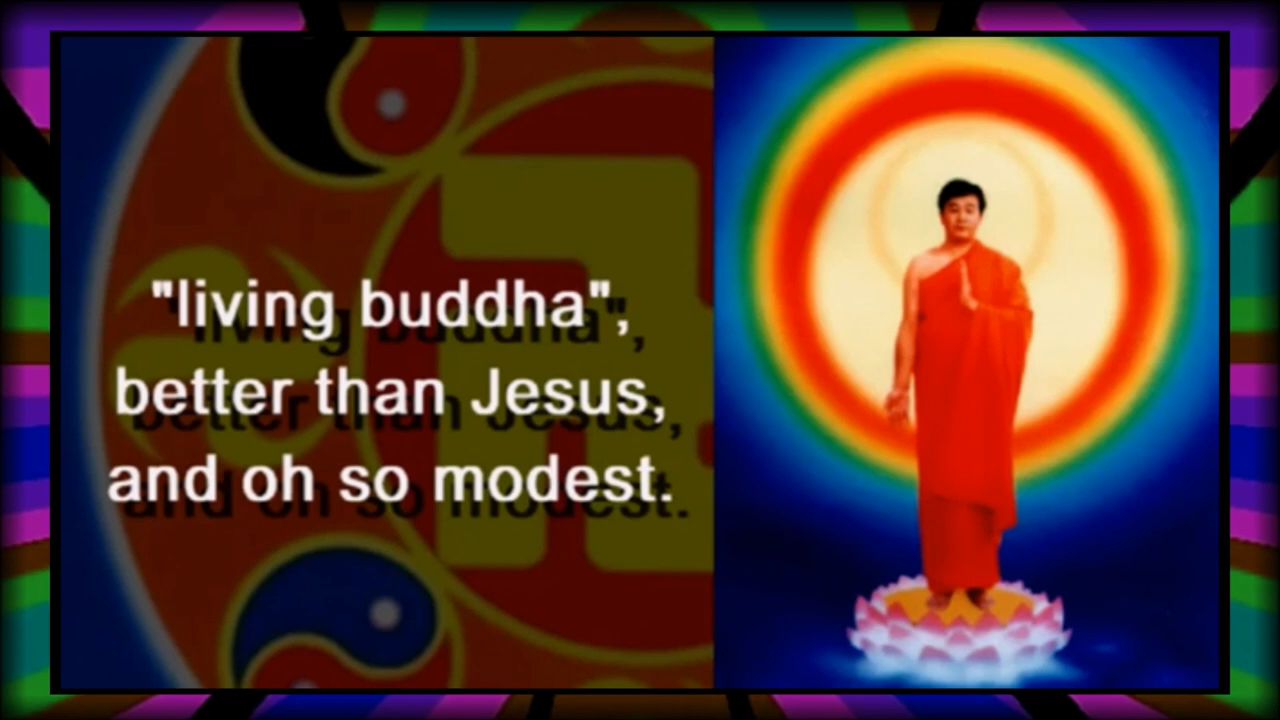 "living buddha",
better than Jesus,
and oh so modest.